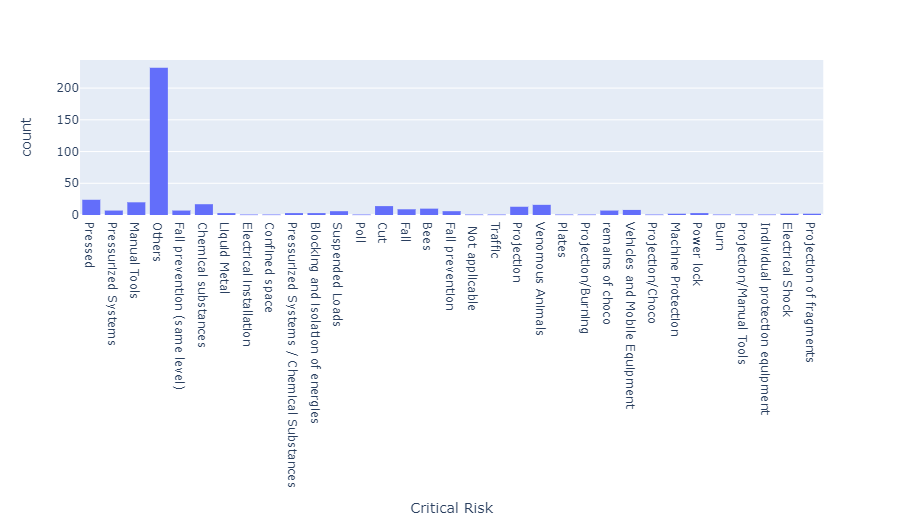 count
200
150
100
50
0
Pressed
Pressurized Systems
Manual Tools
Others
Fall prevention (same level)
Chemical substances
Liquid Metal
Electrical installation
Confined space
Pressurized Systems / Chemical Substances
Blocking and isolation of energies
Suspended Loads
Poll
Cut
Fall
Bees
Fall prevention
Not applicable
Traffic
Projection
Venomous Animals
Plates
Projection/Burning
remains of choco
Vehicles and Mobile Equipment
Projection/Choco
Machine Protection
Power lock
Burn
Projection/Manual Tools
Individual protection equipment
Electrical Shock
Projection of fragments
Critical Risk